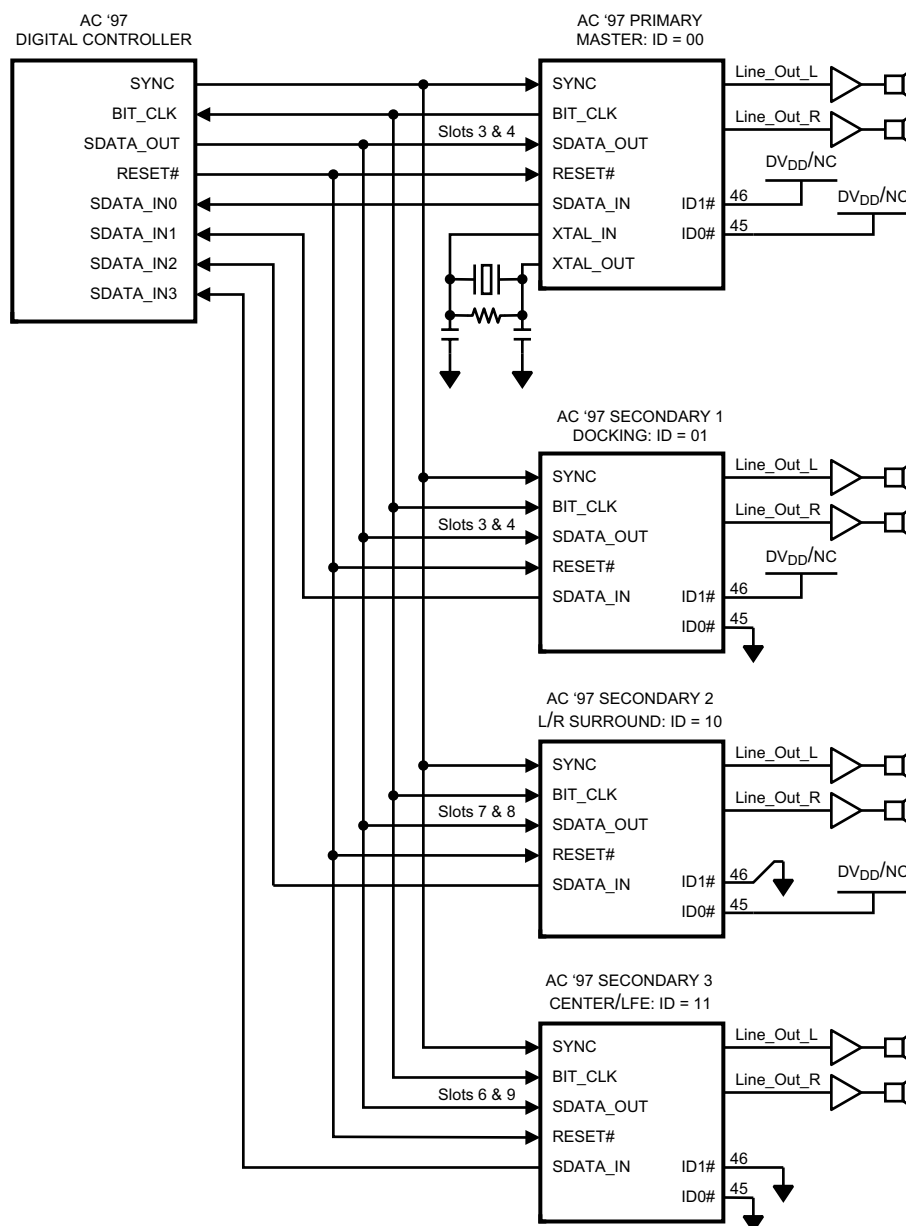 AC ‘97
DIGITAL CONTROLLER
SYNC
BIT_CLK
SDATA_OUT
RESET#
SDATA_IN0
SDATA_IN1
SDATA_IN2
SDATA_IN3
AC ‘97 PRIMARY
MASTER: ID = 00
SYNC
BIT_CLK
Slots 3 & 4
SDATA_OUT
RESET#
SDATA_IN
XTAL_IN
XTAL_OUT
ID1#
46
ID0#
45
Line_Out_L
Line_Out_R
DVDD/NC
DVDD/NC
AC ‘97 SECONDARY 1
DOCKING: ID = 01
SYNC
BIT_CLK
Slots 3 & 4
SDATA_OUT
RESET#
SDATA_IN
ID1#
46
ID0#
45
Line_Out_L
Line_Out_R
DVDD/NC
AC ‘97 SECONDARY 2
L/R SURROUND: ID = 10
SYNC
BIT_CLK
Slots 7 & 8
SDATA_OUT
RESET#
SDATA_IN
ID1#
46
ID0#
45
Line_Out_L
Line_Out_R
DVDD/NC
AC ‘97 SECONDARY 3
CENTER/LFE: ID = 11
SYNC
BIT_CLK
Slots 6 & 9
SDATA_OUT
RESET#
SDATA_IN
ID1#
46
ID0#
45
Line_Out_L
Line_Out_R